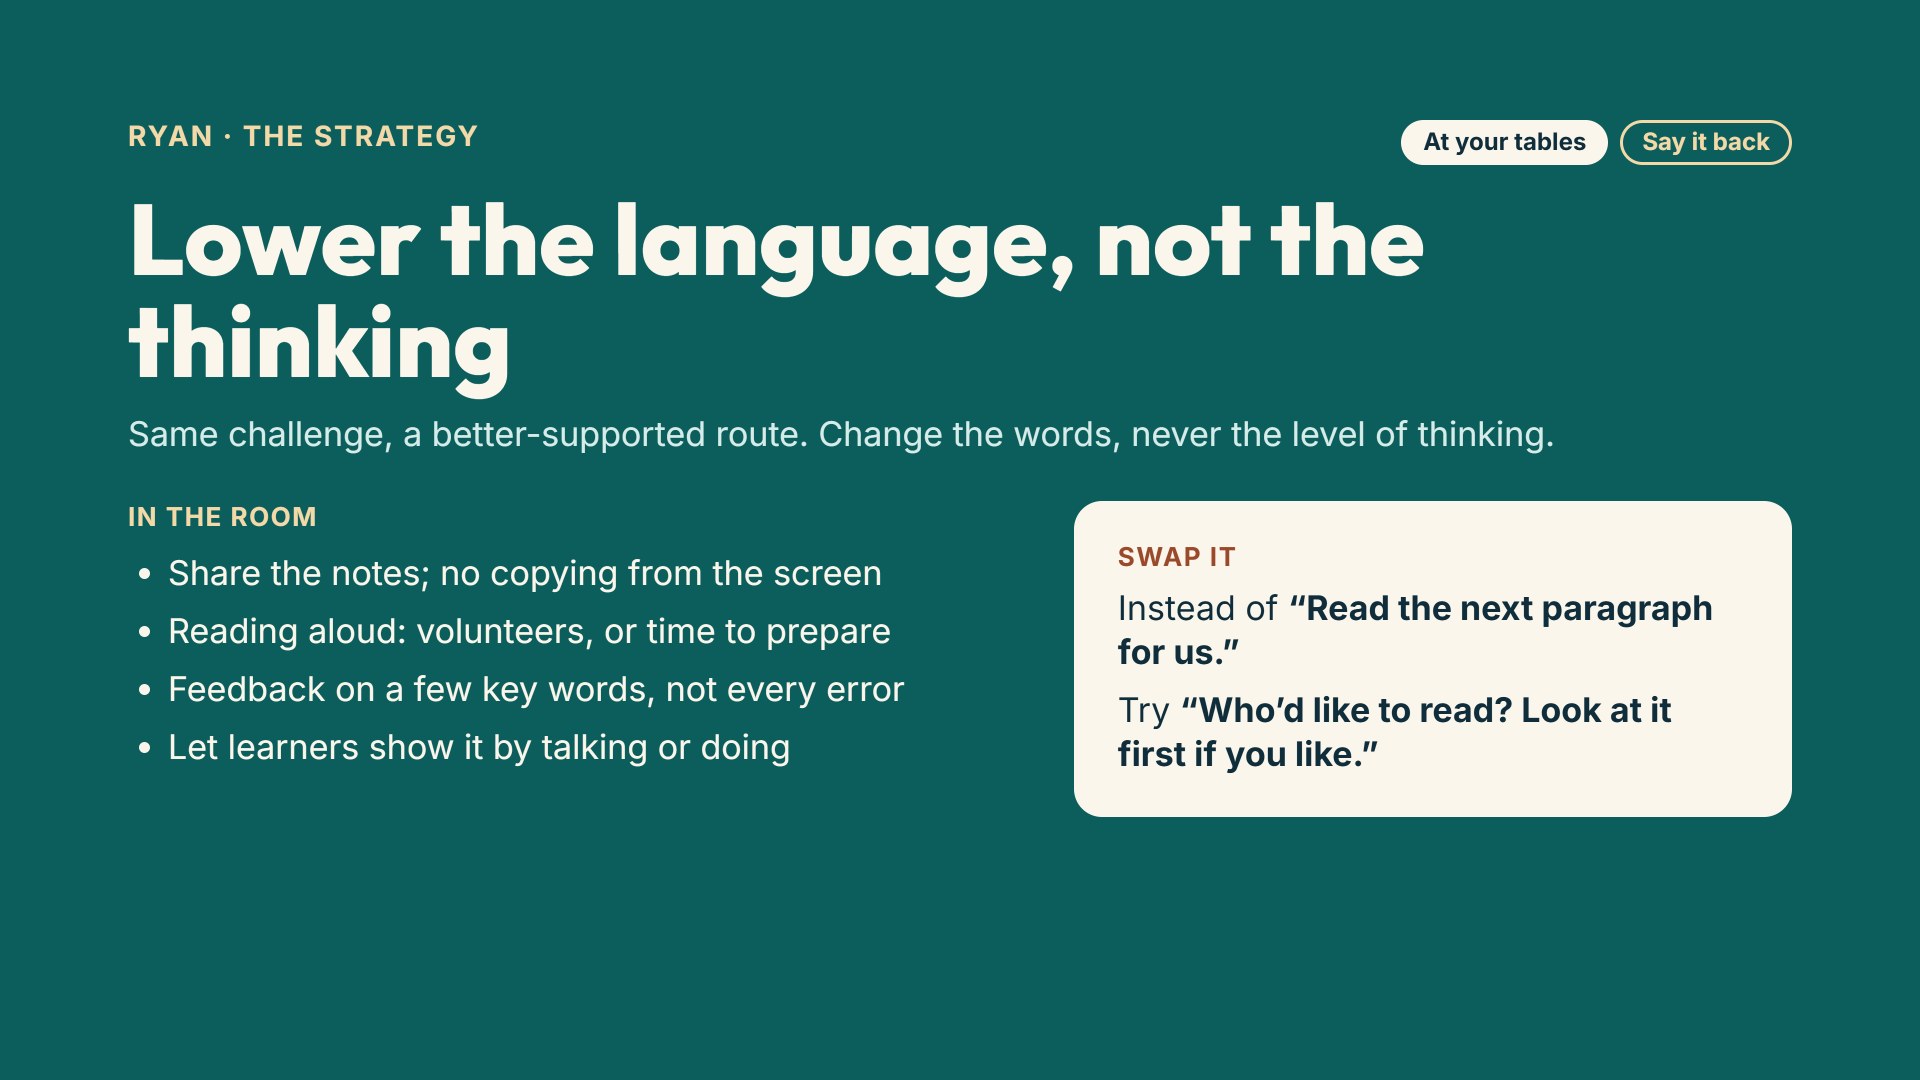 RYAN · THE STRATEGY
At your tables
Say it back
Lower the language, not the
thinking
Same challenge, a better-supported route. Change the words, never the level of thinking.
IN THE ROOM
• Share the notes; no copying from the screen
• Reading aloud: volunteers, or time to prepare
• Feedback on a few key words, not every error
• Let learners show it by talking or doing
SWAP IT
Instead of “Read the next paragraph
for us.”
Try “Who’d like to read? Look at it
first if you like.”